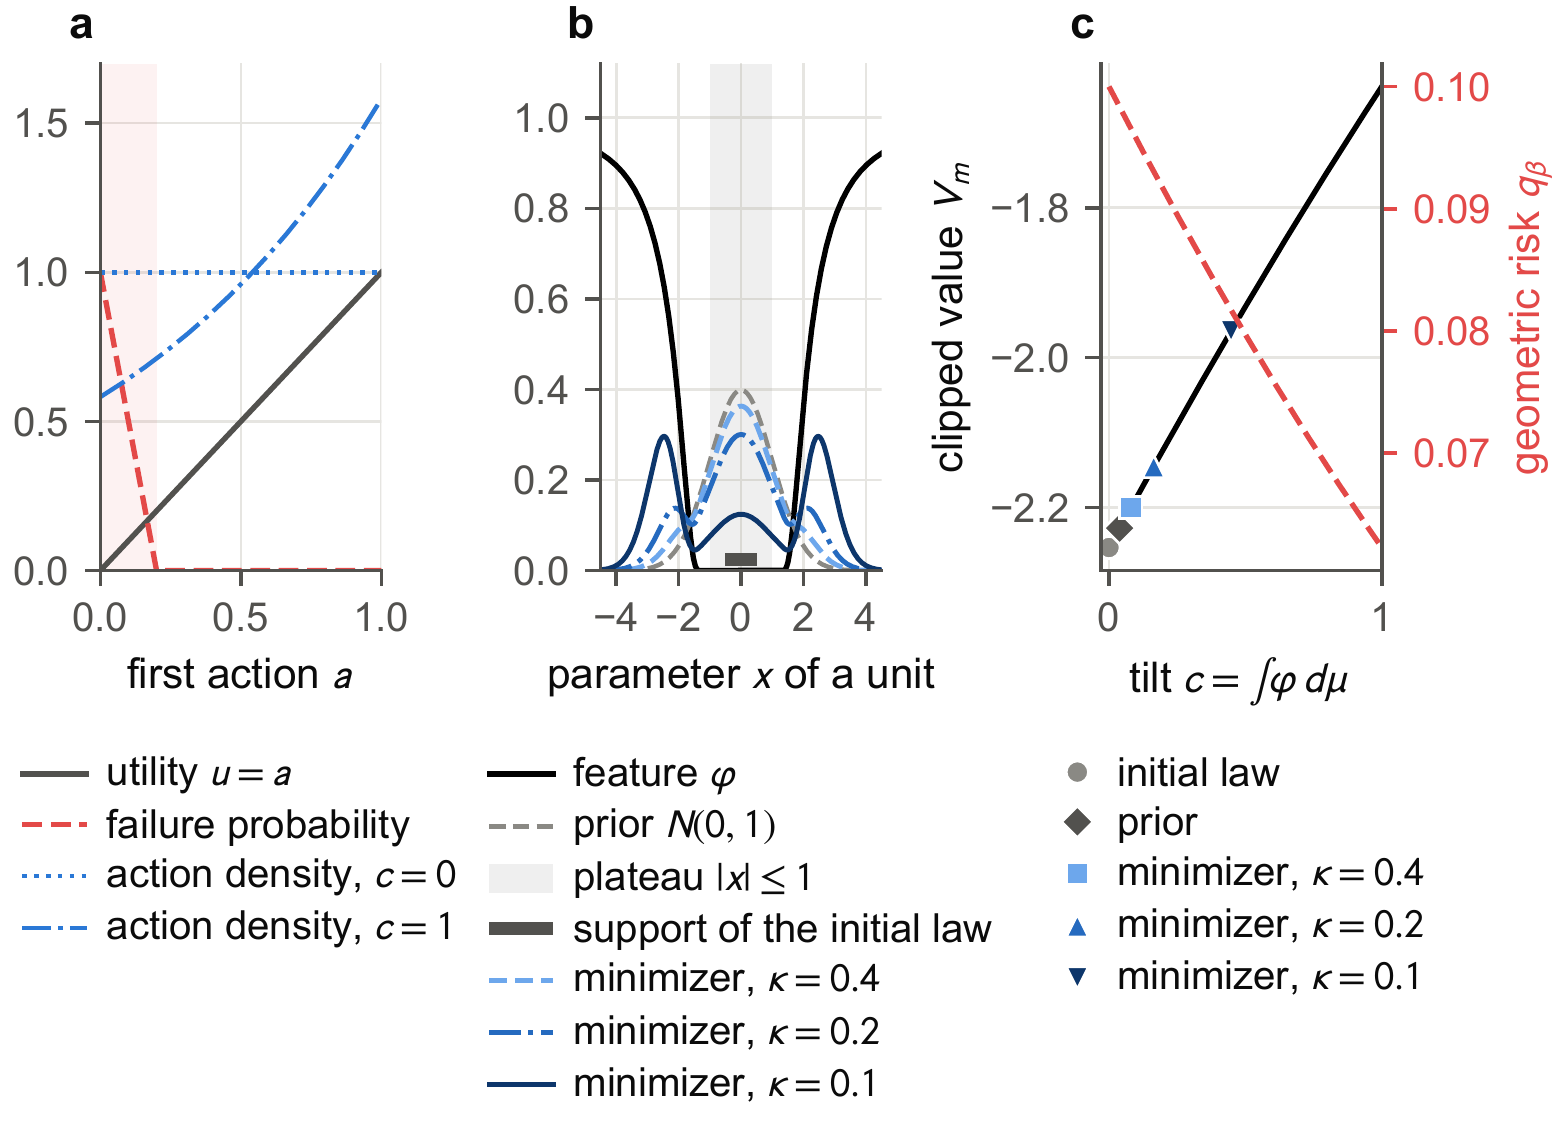 a
1.5
1.0
0.5
0.0
0.0 0.5 1.0
first action a
utility u = a
failure probability
action density, c = 0
action density, c = 1
b
1.0
0.8
0.6
0.4
0.2
0.0
−4 −2 0 2 4
parameter x of a unit
feature φ
prior N(0, 1)
plateau |x| ≤ 1
support of the initial law
minimizer, κ = 0.4
minimizer, κ = 0.2
minimizer, κ = 0.1
c
clipped value Vₘ
−1.8
−2.0
−2.2
0 1
tilt c = ∫φ dμ
0.10
0.09
0.08
0.07
geometric risk qᵦ
initial law
prior
minimizer, κ = 0.4
minimizer, κ = 0.2
minimizer, κ = 0.1